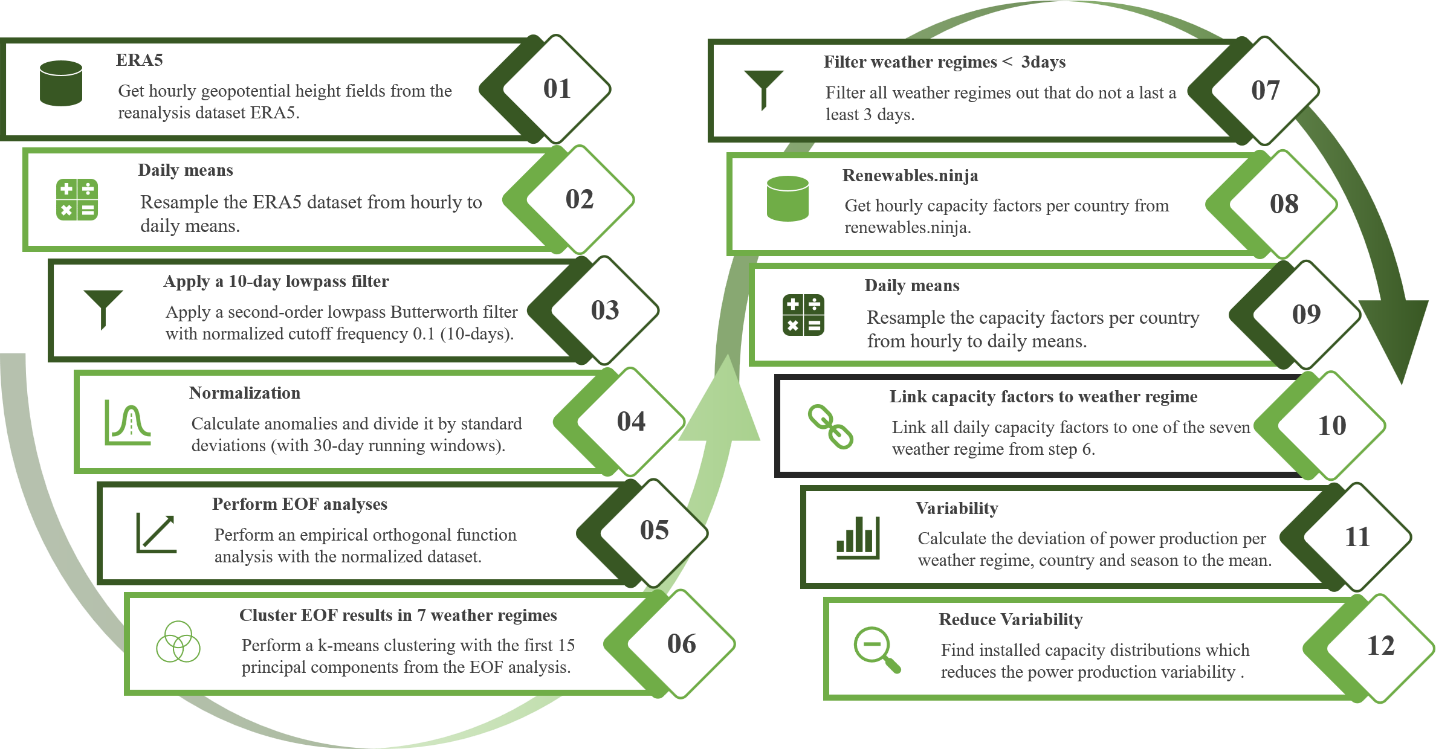 ERA5
Get hourly geopotential height fields from the
reanalysis dataset ERA5.
01
Daily means
Resample the ERA5 dataset from hourly to
daily means.
02
Apply a 10-day lowpass filter
Apply a second-order lowpass Butterworth filter
with normalized cutoff frequency 0.1 (10-days).
03
Normalization
Calculate anomalies and divide it by standard
deviations (with 30-day running windows).
04
Perform EOF analyses
Perform an empirical orthogonal function
analysis with the normalized dataset.
05
Cluster EOF results in 7 weather regimes
Perform a k-means clustering with the first 15
principal components from the EOF analysis.
06
Filter weather regimes < 3days
Filter all weather regimes out that do not a last a
least 3 days.
07
Renewables.ninja
Get hourly capacity factors per country from
renewables.ninja.
08
Daily means
Resample the capacity factors per country
from hourly to daily means.
09
Link capacity factors to weather regime
Link all daily capacity factors to one of the seven
weather regime from step 6.
10
Variability
Calculate the deviation of power production per
weather regime, country and season to the mean.
11
Reduce Variability
Find installed capacity distributions which
reduces the power production variability .
12